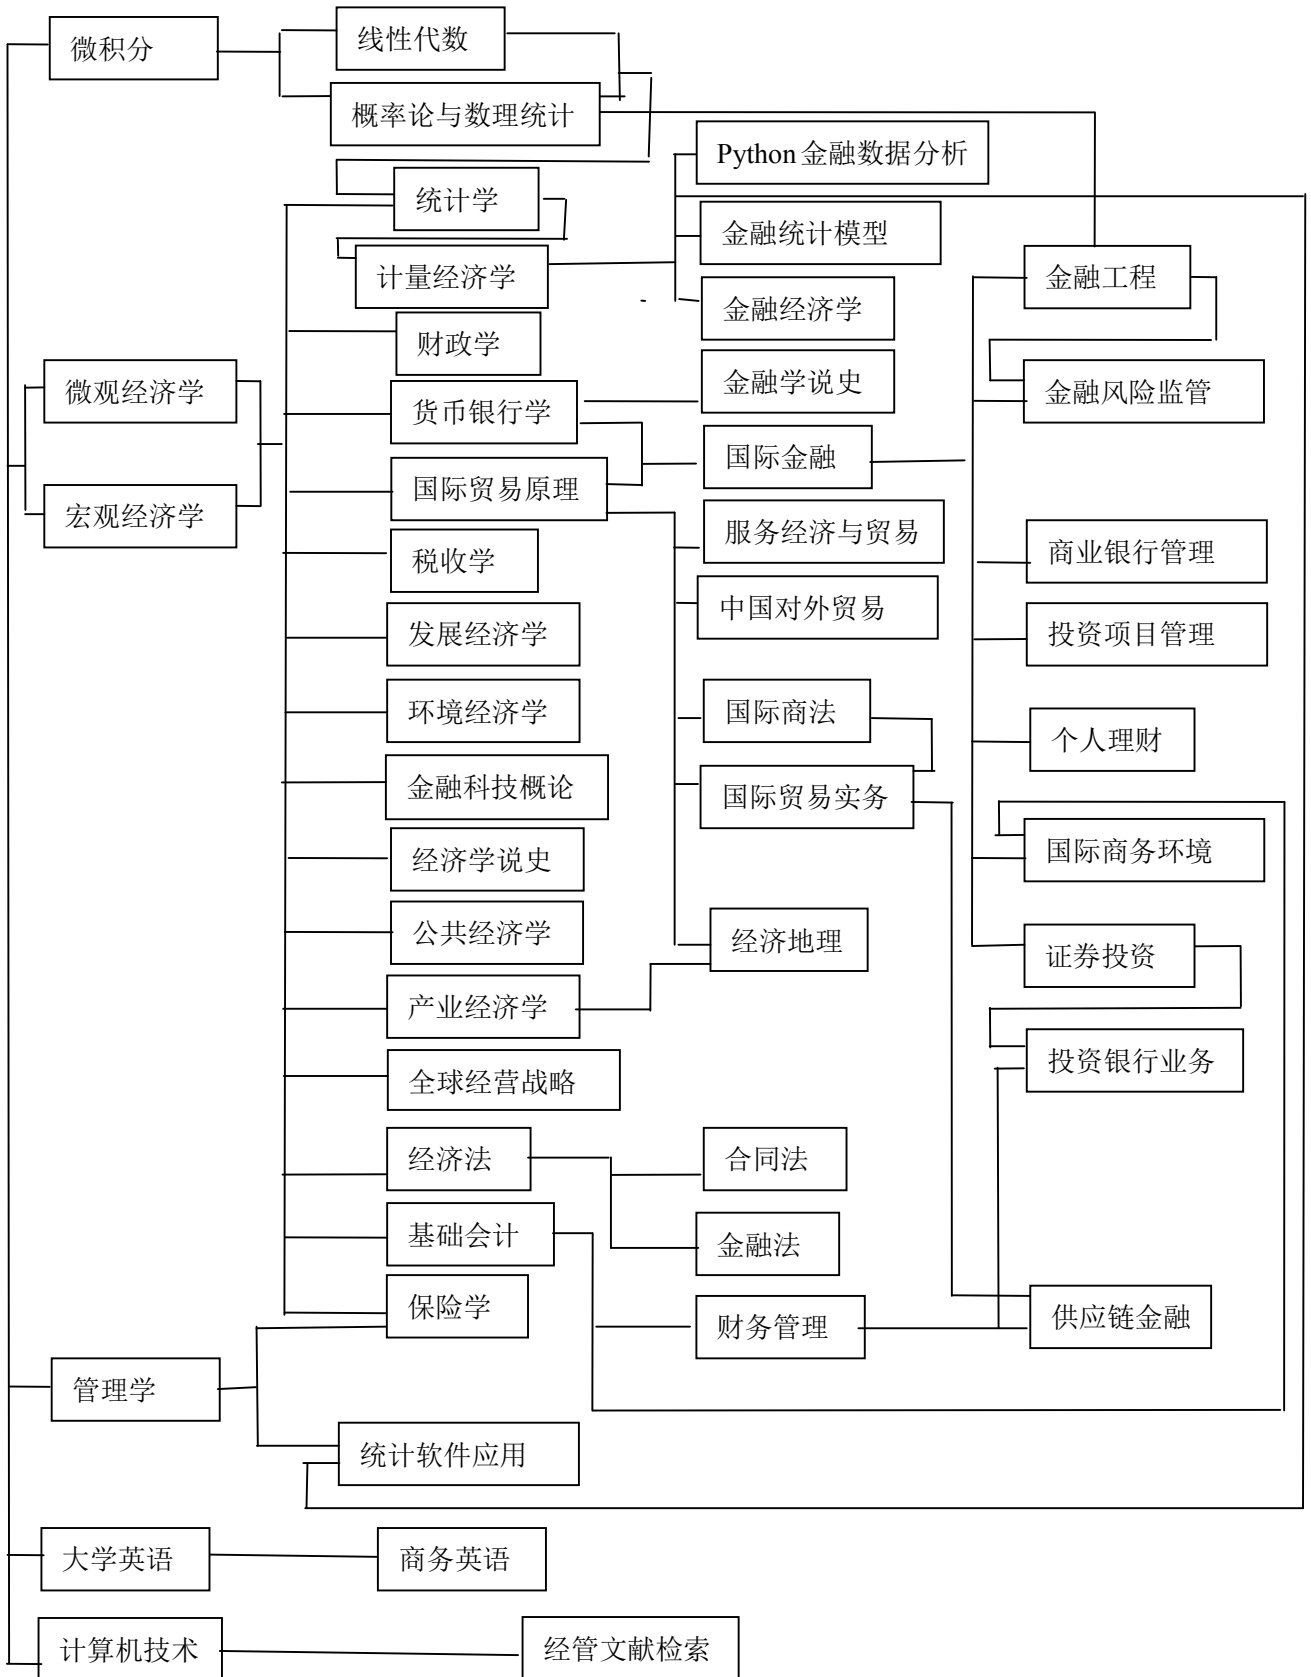 微积分
线性代数
概率论与数理统计
Python 金融数据分析
统计学
金融统计模型
计量经济学
金融工程
金融经济学
财政学
金融学说史
微观经济学
金融风险监管
货币银行学
国际金融
国际贸易原理
宏观经济学
服务经济与贸易
税收学
商业银行管理
中国对外贸易
发展经济学
投资项目管理
环境经济学
国际商法
个人理财
金融科技概论
国际贸易实务
经济学说史
国际商务环境
公共经济学
经济地理
证券投资
产业经济学
投资银行业务
全球经营战略
经济法
合同法
基础会计
金融法
保险学
财务管理
供应链金融
管理学
统计软件应用
大学英语
商务英语
计算机技术
经管文献检索